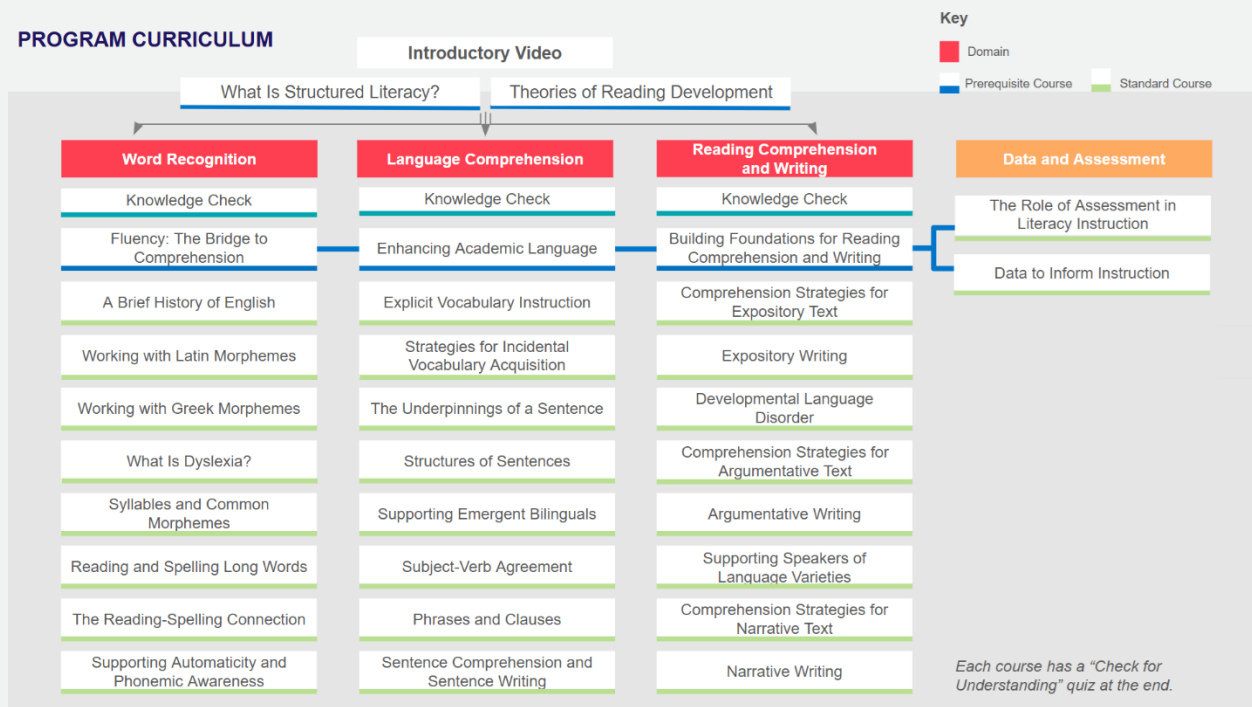 PROGRAM CURRICULUM
Introductory Video
What Is Structured Literacy?
Theories of Reading Development
Key
Domain
Prerequisite Course
Standard Course
Word Recognition
Knowledge Check
Fluency: The Bridge to
Comprehension
A Brief History of English
Working with Latin Morphemes
Working with Greek Morphemes
What Is Dyslexia?
Syllables and Common
Morphemes
Reading and Spelling Long Words
The Reading-Spelling Connection
Supporting Automaticity and
Phonemic Awareness
Language Comprehension
Knowledge Check
Enhancing Academic Language
Explicit Vocabulary Instruction
Strategies for Incidental
Vocabulary Acquisition
The Underpinnings of a Sentence
Structures of Sentences
Supporting Emergent Bilinguals
Subject-Verb Agreement
Phrases and Clauses
Sentence Comprehension and
Sentence Writing
Reading Comprehension
and Writing
Knowledge Check
Building Foundations for Reading
Comprehension and Writing
Comprehension Strategies for
Expository Text
Expository Writing
Developmental Language
Disorder
Comprehension Strategies for
Argumentative Text
Argumentative Writing
Supporting Speakers of
Language Varieties
Comprehension Strategies for
Narrative Text
Narrative Writing
Data and Assessment
The Role of Assessment in
Literacy Instruction
Data to Inform Instruction
Each course has a “Check for
Understanding” quiz at the end.